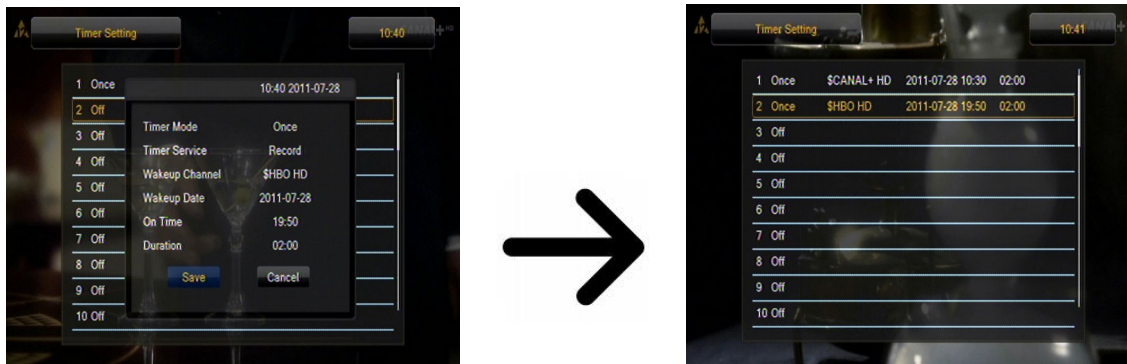 Timer Setting
10:40
1 Once
10:40 2011-07-28
2 Off
3 Off
4 Off
5 Off
6 Off
7 Off
8 Off
9 Off
10 Off
Timer Mode Once
Timer Service Record
Wakeup Channel $HBO HD
Wakeup Date 2011-07-28
On Time 19:50
Duration 02:00
Save Cancel
Timer Setting
10:41
1 Once $CANAL+ HD 2011-07-28 10:30 02:00
2 Once $HBO HD 2011-07-28 19:50 02:00
3 Off
4 Off
5 Off
6 Off
7 Off
8 Off
9 Off
10 Off